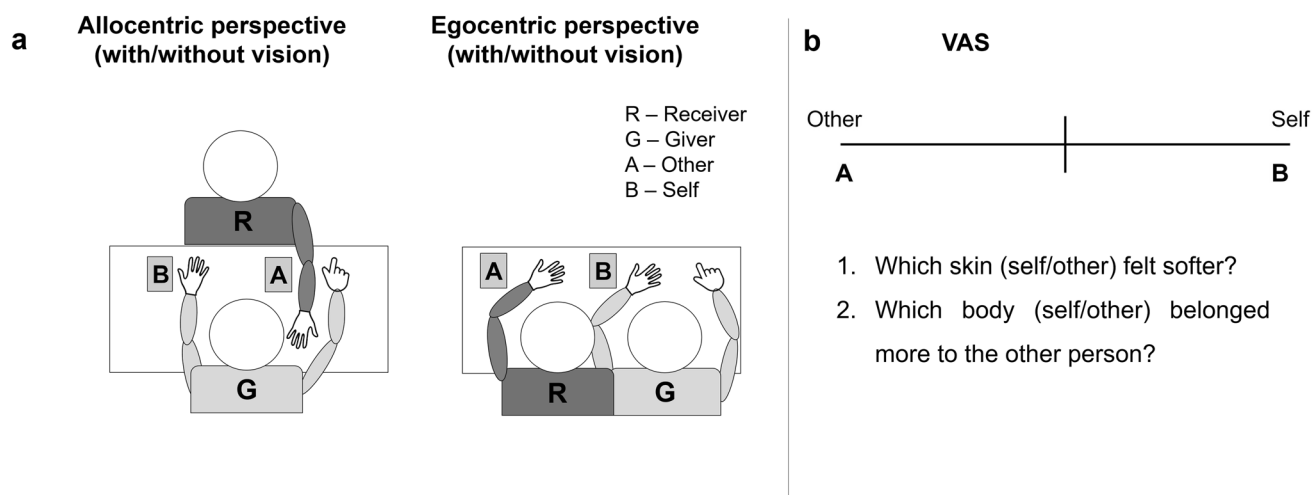 a
Allocentric perspective
(with/without vision)
Egocentric perspective
(with/without vision)
R – Receiver
G – Giver
A – Other
B – Self
R
B
A
G
A
B
R
G
b
VAS
Other
Self
A
B
1. Which skin (self/other) felt softer?
2. Which body (self/other) belonged
more to the other person?